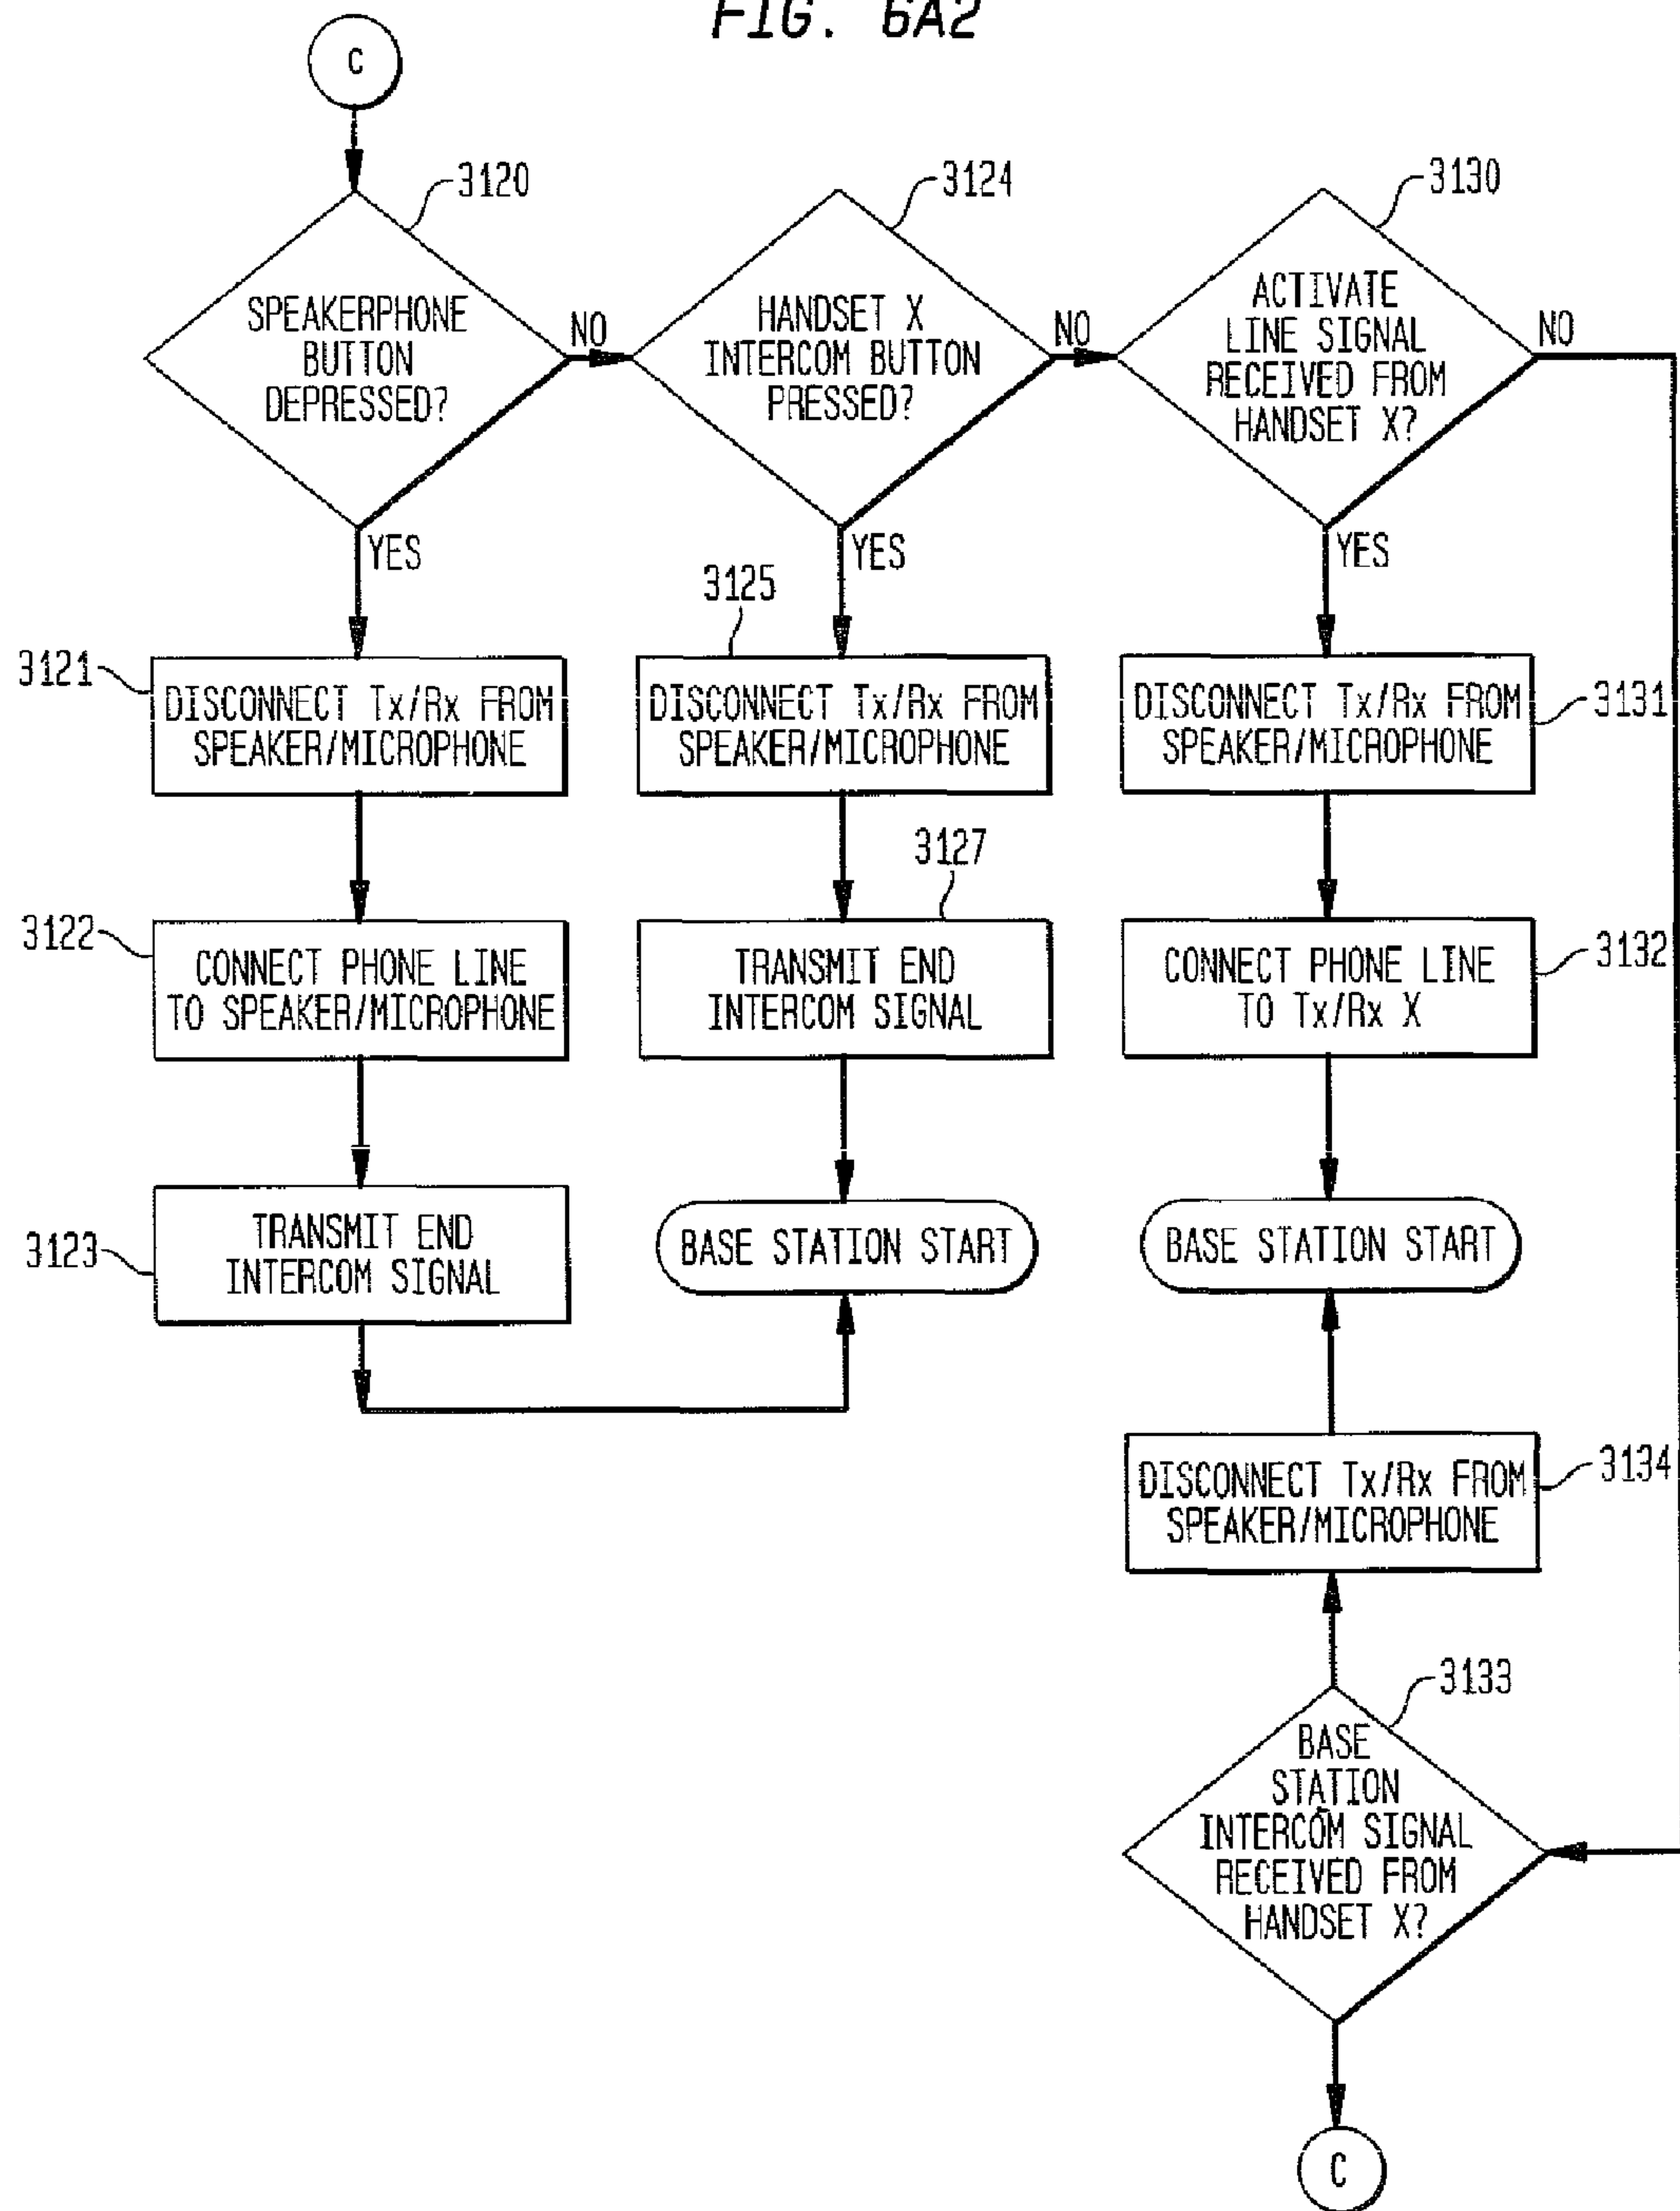 FIG. 6A2
C
3120
SPEAKERPHONE
BUTTON
DEPRESSED?
NO
YES
3124
HANDSET X
INTERCOM BUTTON
PRESSED?
NO
YES
3130
ACTIVATE
LINE SIGNAL
RECEIVED FROM
HANDSET X?
NO
YES
3121
DISCONNECT Tx/Rx FROM
SPEAKER/MICROPHONE
3125
DISCONNECT Tx/Rx FROM
SPEAKER/MICROPHONE
3131
DISCONNECT Tx/Rx FROM
SPEAKER/MICROPHONE
3122
CONNECT PHONE LINE
TO SPEAKER/MICROPHONE
3127
TRANSMIT END
INTERCOM SIGNAL
3132
CONNECT PHONE LINE
TO Tx/Rx X
3123
TRANSMIT END
INTERCOM SIGNAL
BASE STATION START
BASE STATION START
3134
DISCONNECT Tx/Rx FROM
SPEAKER/MICROPHONE
3133
BASE
STATION
INTERCOM SIGNAL
RECEIVED FROM
HANDSET X?
C